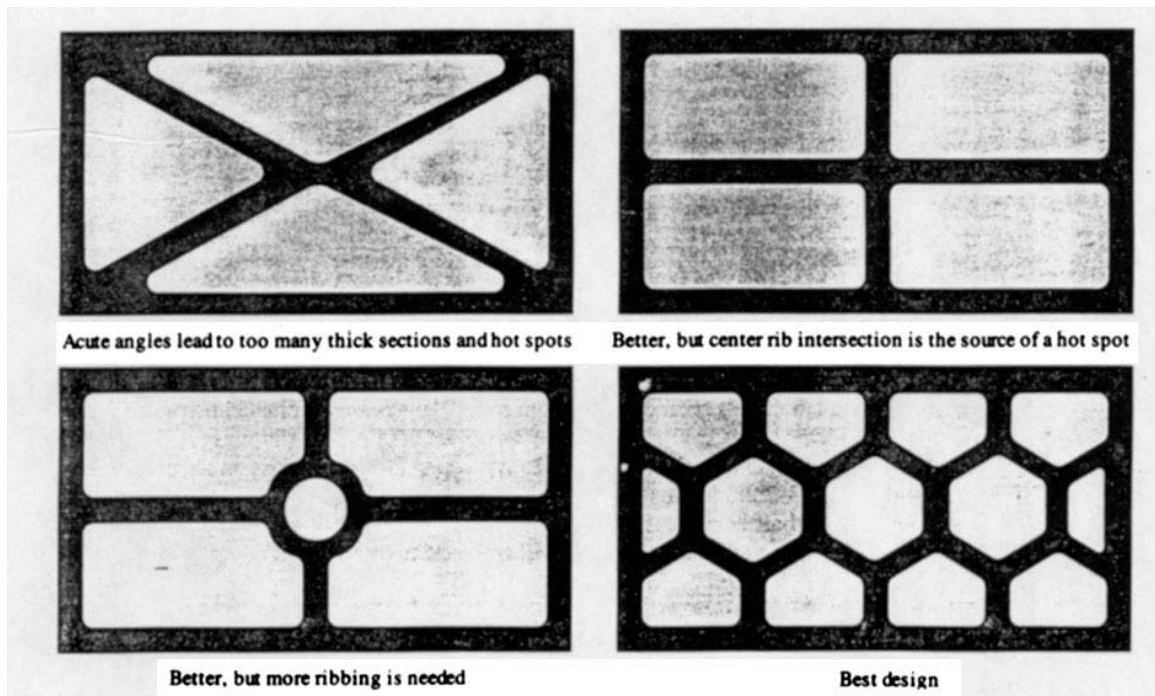 Acute angles lead to too many thick sections and hot spots
Better, but center rib intersection is the source of a hot spot
Better, but more ribbing is needed
Best design